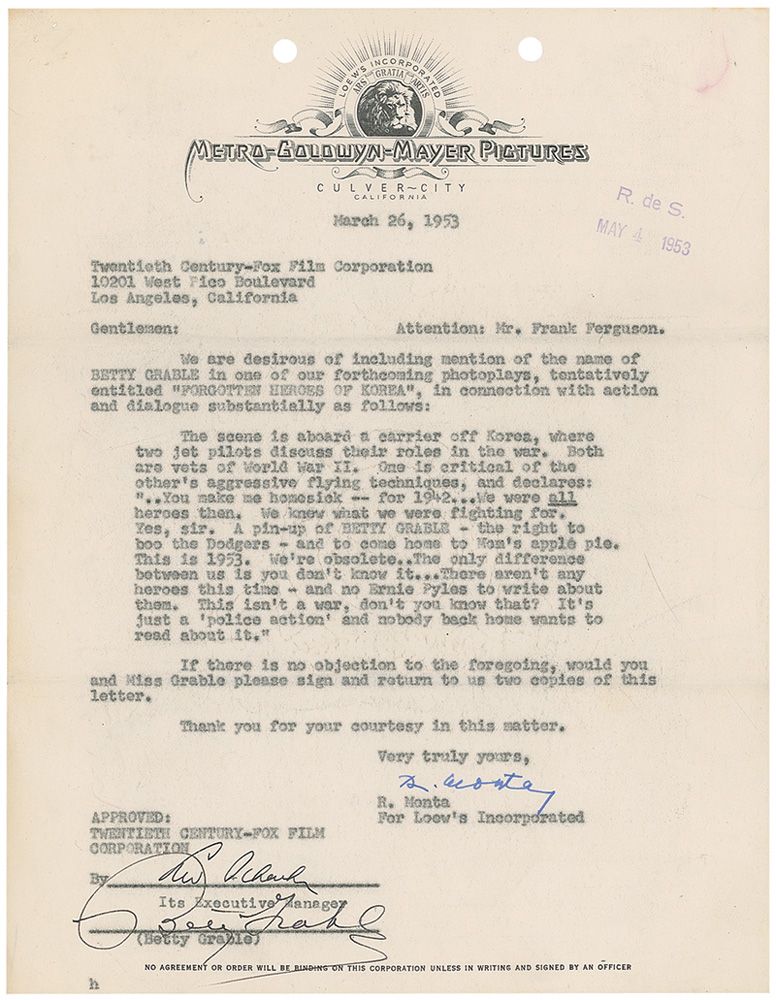 LOEW'S INCORPORATED
ARS GRATIA ARTIS
METRO-GOLDWYN-MAYER PICTURES
CULVER~CITY
CALIFORNIA
March 26, 1953
R. de S.
MAY 4 1953
Twentieth Century-Fox Film Corporation
10201 West Pico Boulevard
Los Angeles, California
Gentlemen: Attention: Mr. Frank Ferguson.
We are desirous of including mention of the name of
BETTY GRABLE in one of our forthcoming photoplays, tentatively
entitled "FORGOTTEN HEROES OF KOREA", in connection with action
and dialogue substantially as follows:
The scene is aboard a carrier off Korea, where
two jet pilots discuss their roles in the war. Both
are vets of World War II. One is critical of the
other's aggressive flying techniques, and declares:
"..You make me homesick -- for 1942...We were all
heroes then. We knew what we were fighting for.
Yes, sir. A pin-up of BETTY GRABLE - the right to
boo the Dodgers - and to come home to Mom's apple pie.
This is 1953. We're obsolete..The only difference
between us is you don't know it...There aren't any
heroes this time - and no Ernie Pyles to write about
them. This isn't a war, don't you know that? It's
just a 'police action' and nobody back home wants to
read about it."
If there is no objection to the foregoing, would you
and Miss Grable please sign and return to us two copies of this
letter.
Thank you for your courtesy in this matter.
Very truly yours,
R. Monta
R. Monta
For Loew's Incorporated
APPROVED:
TWENTIETH CENTURY-FOX FILM
CORPORATION
By Lew Schreiber
Its Executive Manager
Betty Grable
(Betty Grable)
NO AGREEMENT OR ORDER WILL BE BINDING ON THIS CORPORATION UNLESS IN WRITING AND SIGNED BY AN OFFICER
h